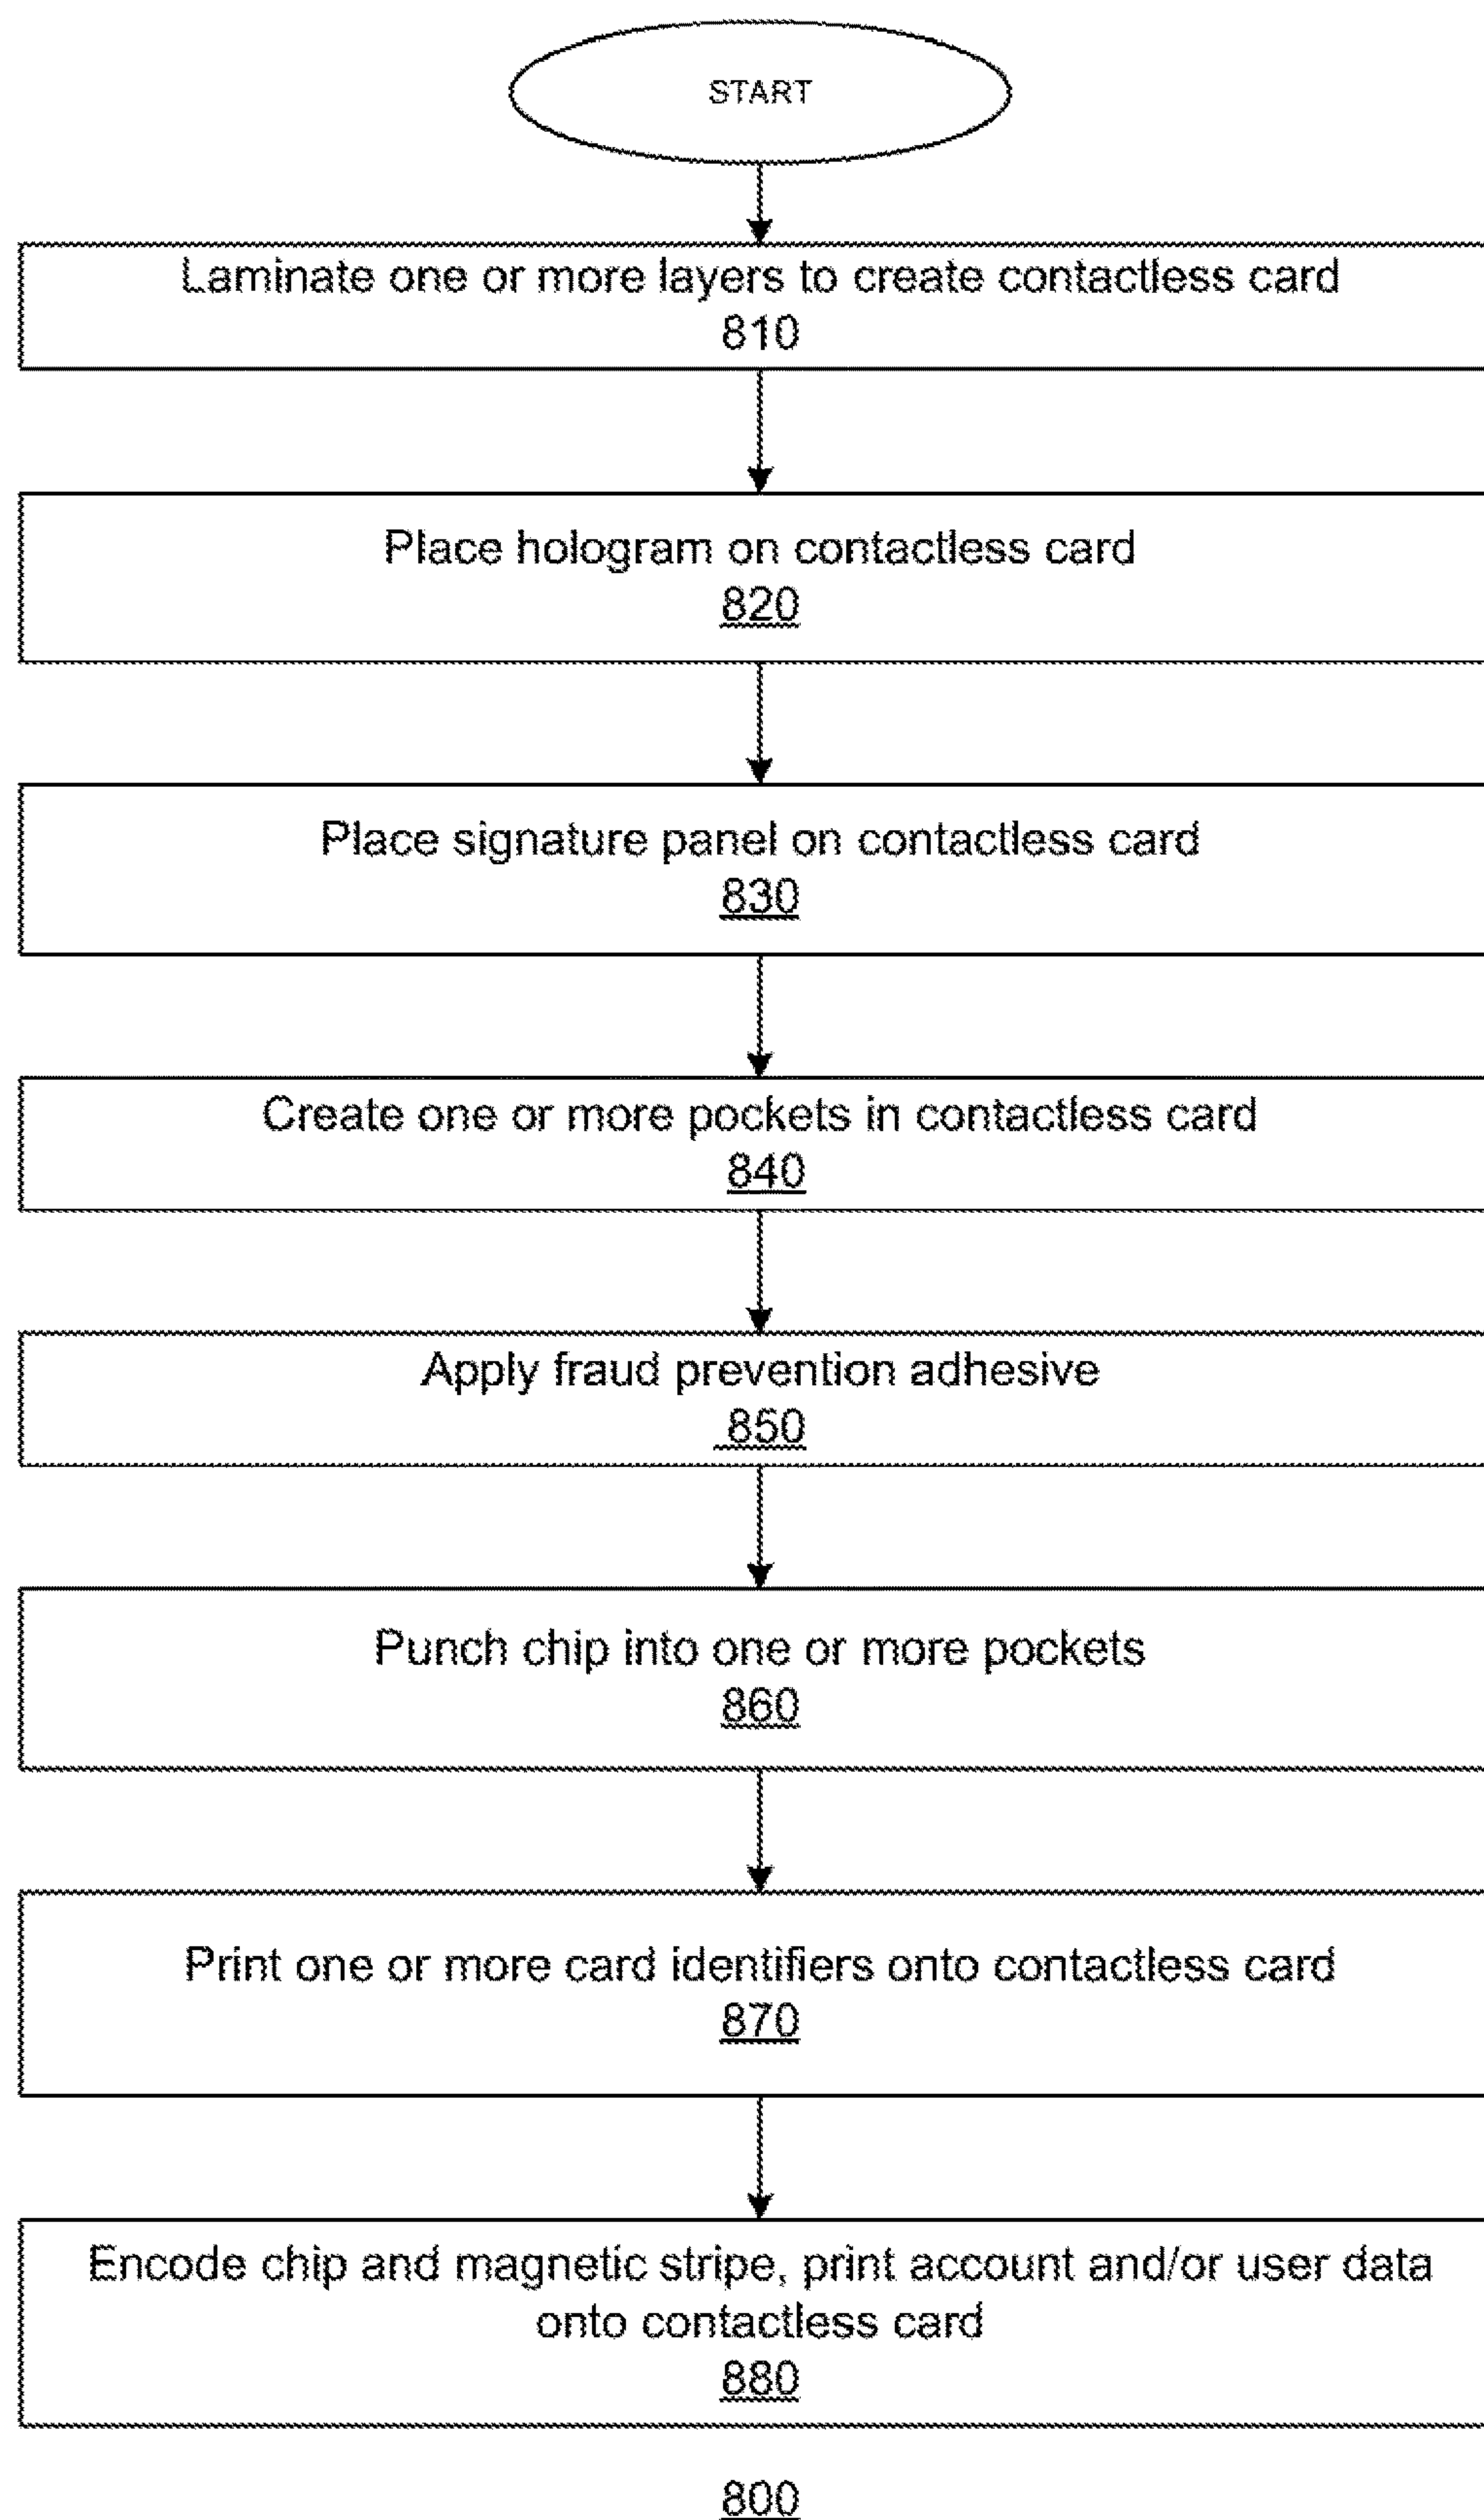 START
Laminate one or more layers to create contactless card
810
Place hologram on contactless card
820
Place signature panel on contactless card
830
Create one or more pockets in contactless card
840
Apply fraud prevention adhesive
850
Punch chip into one or more pockets
860
Print one or more card identifiers onto contactless card
870
Encode chip and magnetic stripe, print account and/or user data
onto contactless card
880
800